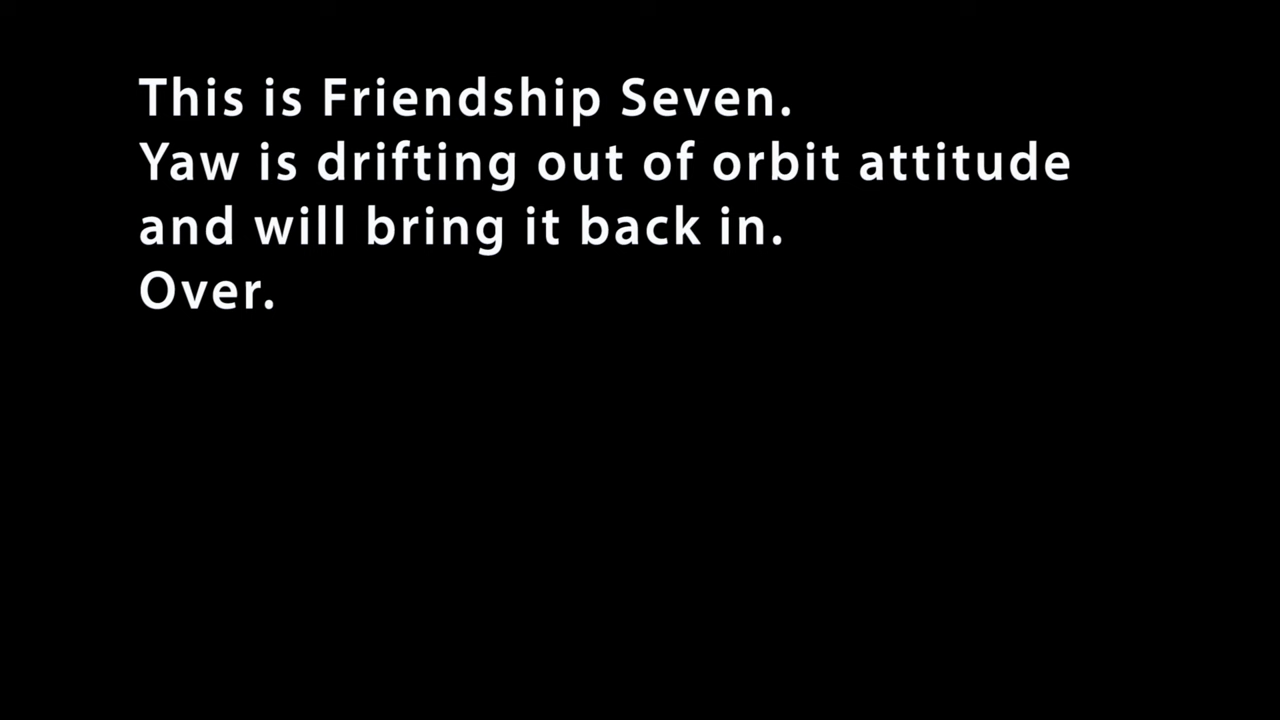 This is Friendship Seven.
Yaw is drifting out of orbit attitude
and will bring it back in.
Over.